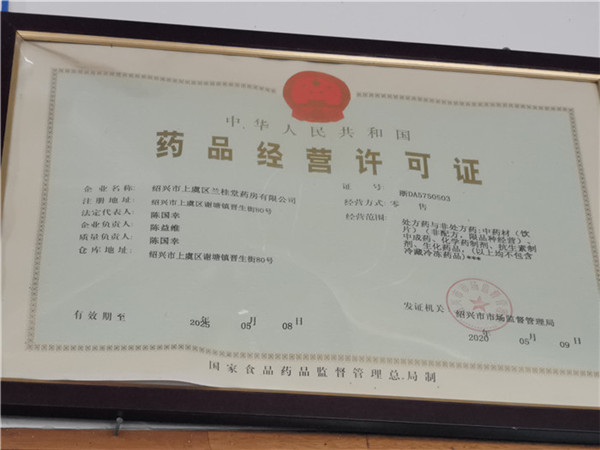 中华人民共和国
药品经营许可证
企业名称: 绍兴市上虞区兰桂堂药房有限公司
注册地址: 绍兴市上虞区谢塘镇晋生街80号
法定代表人: 陈国幸
企业负责人: 陈益维
质量负责人: 陈国幸
仓库地址: 绍兴市上虞区谢塘镇晋生街80号
证 号 浙DA5750503
经营方式: 零 售
经营范围: 处方药与非处方药:中药材（饮
片）（非配方，限品种经营）、
中成药、化学药制剂、抗生素制
剂、生化药品，（以上均不包含
冷藏冷冻药品）***
发证机关 绍兴市市场监督管理局
有效期至 2025 年 05 月 08 日
2020 年 05 月 09 日
国家食品药品监督管理总局制